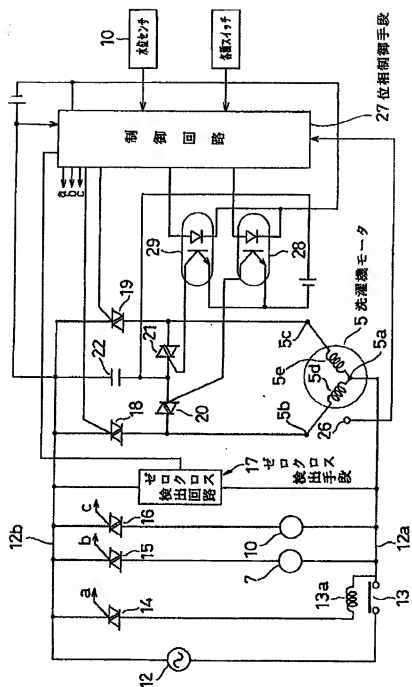 10
水位センサ
各種スイッチ
27 位相制御手段
制御回路
a
b
c
29
28
19
22
21
18
20
5c
5 洗濯機モータ
5e
5d
5a
5b
26
12b
ゼロクロス検出回路
17 ゼロクロス検出手段
c
16
b
15
a
14
10
7
12a
13a
13
12